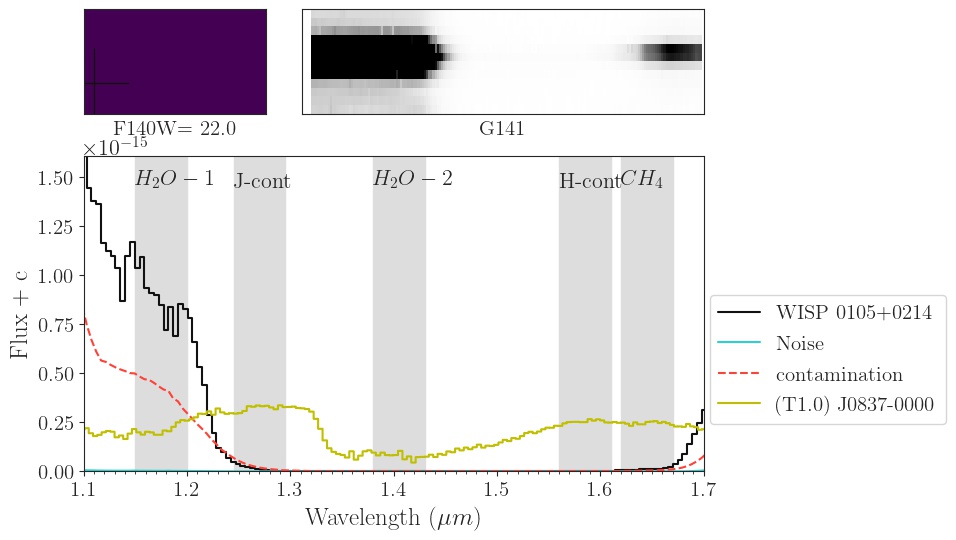 F140W= 22.0
G141
×10⁻¹⁵
H₂O − 1
J-cont
H₂O − 2
H-cont
CH₄
1.50
1.25
1.00
0.75
0.50
0.25
0.00
Flux + c
1.1
1.2
1.3
1.4
1.5
1.6
1.7
Wavelength (μm)
WISP 0105+0214
Noise
contamination
(T1.0) J0837-0000